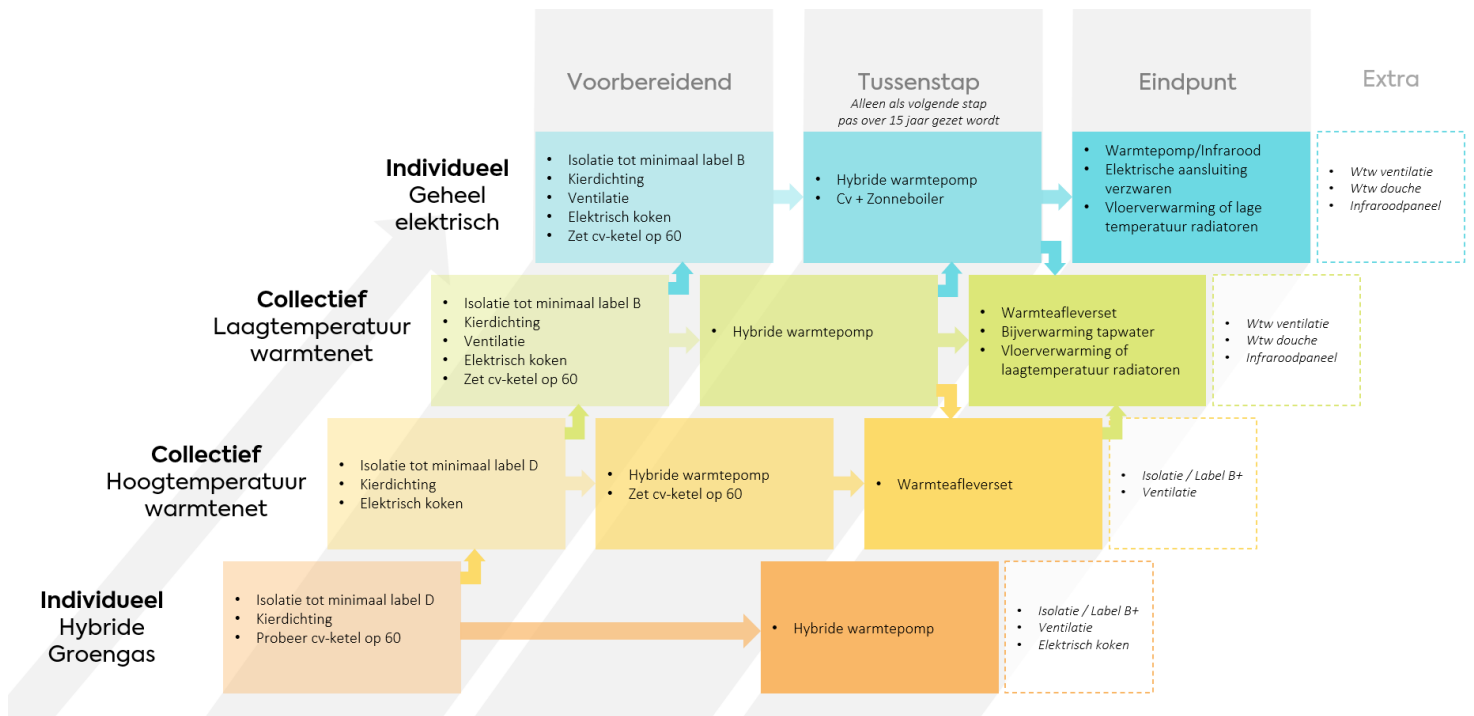 Voorbereidend
Tussenstap
Alleen als volgende stap
pas over 15 jaar gezet wordt
Eindpunt
Extra
Individueel
Geheel
elektrisch
• Isolatie tot minimaal label B
• Kierdichting
• Ventilatie
• Elektrisch koken
• Zet cv-ketel op 60
• Hybride warmtepomp
• Cv + Zonneboiler
• Warmtepomp/Infrarood
• Elektrische aansluiting
verzwaren
• Vloerverwarming of lage
temperatuur radiatoren
• Wtw ventilatie
• Wtw douche
• Infraroodpaneel
Collectief
Laagtemperatuur
warmtenet
• Isolatie tot minimaal label B
• Kierdichting
• Ventilatie
• Elektrisch koken
• Zet cv-ketel op 60
• Hybride warmtepomp
• Warmteafleverset
• Bijverwarming tapwater
• Vloerverwarming of
laagtemperatuur radiatoren
• Wtw ventilatie
• Wtw douche
• Infraroodpaneel
Collectief
Hoogtemperatuur
warmtenet
• Isolatie tot minimaal label D
• Kierdichting
• Elektrisch koken
• Hybride warmtepomp
• Zet cv-ketel op 60
• Warmteafleverset
• Isolatie / Label B+
• Ventilatie
Individueel
Hybride
Groengas
• Isolatie tot minimaal label D
• Kierdichting
• Probeer cv-ketel op 60
• Hybride warmtepomp
• Isolatie / Label B+
• Ventilatie
• Elektrisch koken